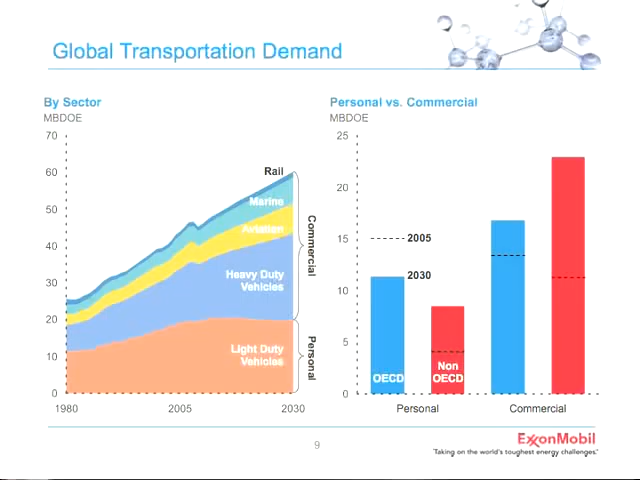 Global Transportation Demand
By Sector
MBDOE
70
60
50
40
30
20
10
0
1980
2005
2030
Rail
Marine
Aviation
Heavy Duty
Vehicles
Light Duty
Vehicles
Commercial
Personal
Personal vs. Commercial
MBDOE
25
20
15
10
5
0
2005
2030
OECD
Non
OECD
Personal
Commercial
9
ExxonMobil
Taking on the world's toughest energy challenges.™